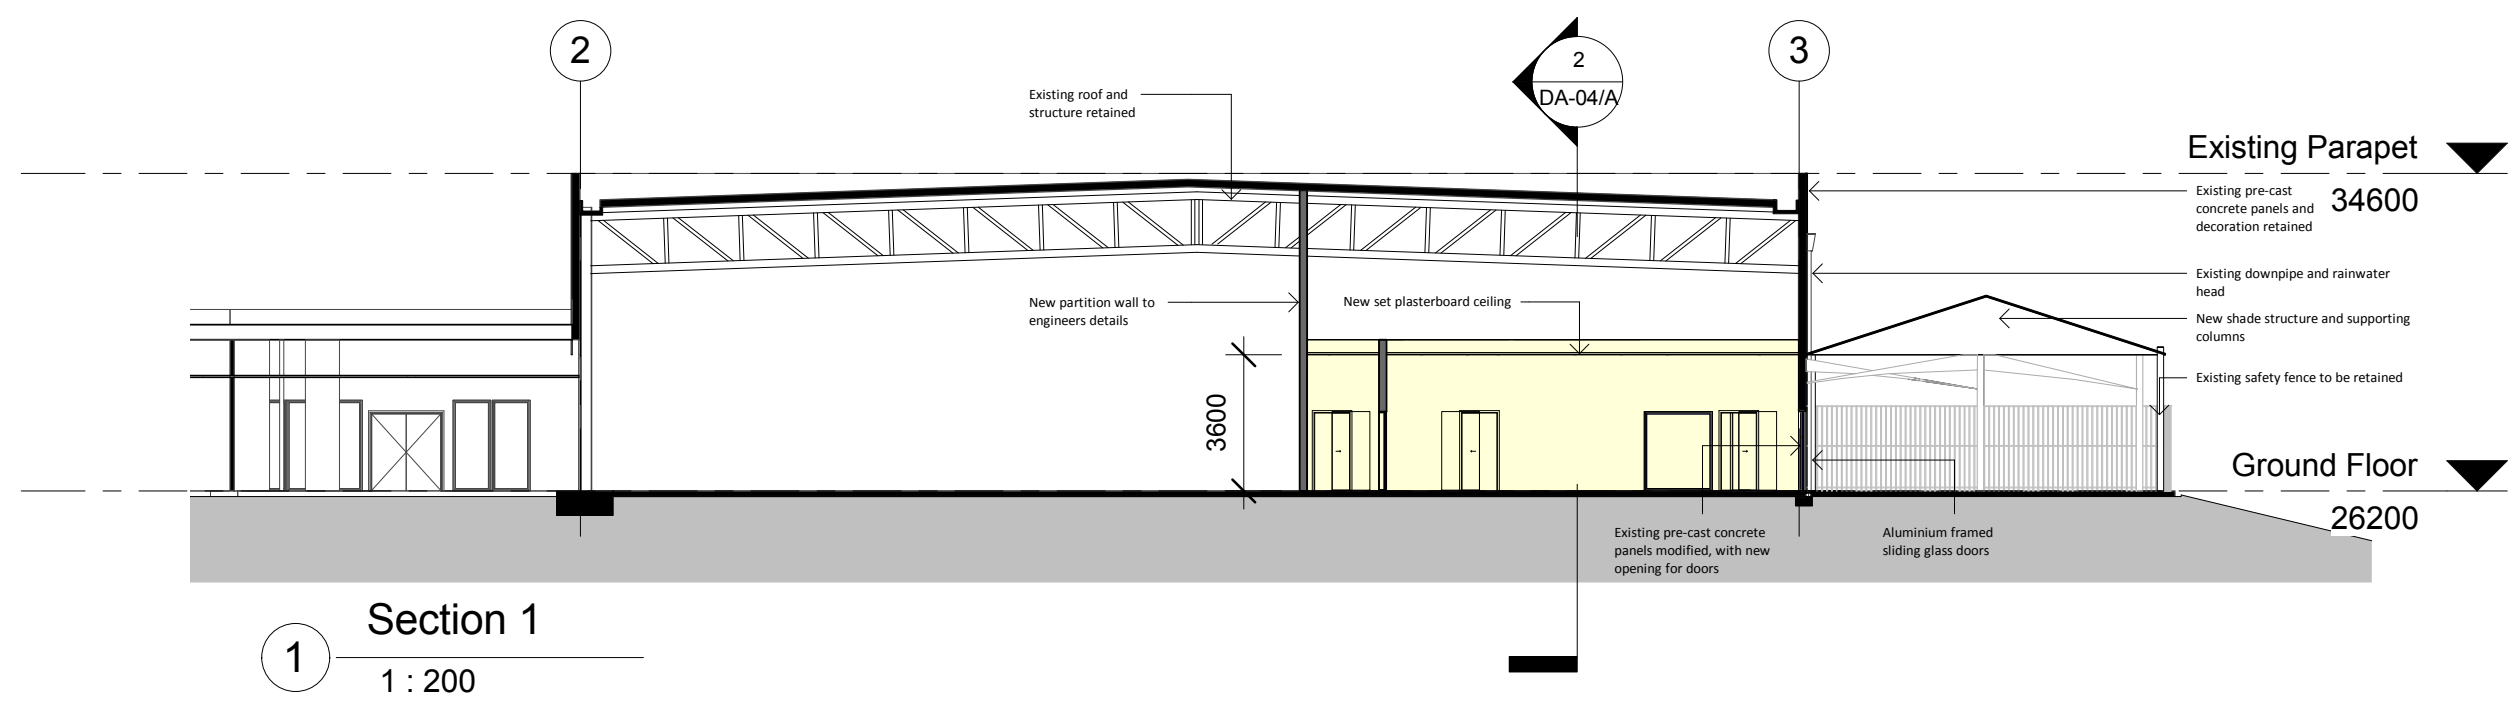 2
2
DA-04/A
3
Existing roof and
structure retained
Existing Parapet
34600
Existing pre-cast
concrete panels and
decoration retained
Existing downpipe and rainwater
head
New partition wall to
engineers details
New set plasterboard ceiling
New shade structure and supporting
columns
Existing safety fence to be retained
3600
Ground Floor
26200
Existing pre-cast concrete
panels modified, with new
opening for doors
Aluminium framed
sliding glass doors
1
Section 1
1 : 200